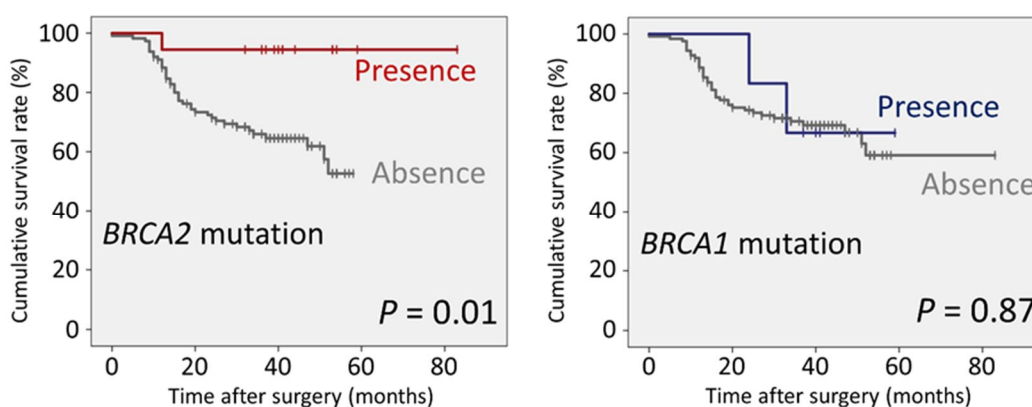 Cumulative survival rate (%)
100
80
60
40
20
0
Presence
Absence
BRCA2 mutation
P = 0.01
0 20 40 60 80
Time after surgery (months)
Cumulative survival rate (%)
100
80
60
40
20
0
Presence
Absence
BRCA1 mutation
P = 0.87
0 20 40 60 80
Time after surgery (months)